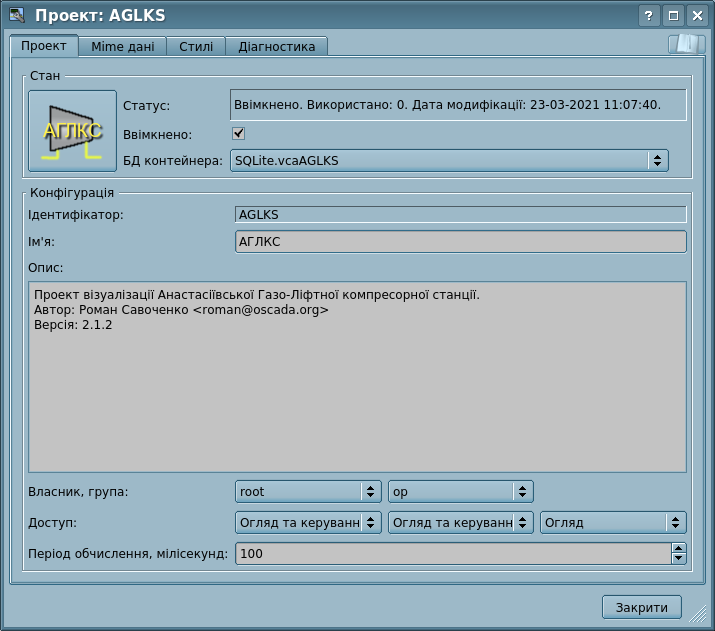 Проект: AGLKS
?
Проект
Mime дані
Стилі
Діагностика
Стан
АГЛКС
Статус:
Ввімкнено. Використано: 0. Дата модифікації: 23-03-2021 11:07:40.
Ввімкнено:
БД контейнера:
SQLite.vcaAGLKS
Конфігурація
Ідентифікатор:
AGLKS
Ім'я:
АГЛКС
Опис:
Проект візуалізації Анастасіївської Газо-Ліфтної компресорної станції.
Автор: Роман Савоченко <roman@oscada.org>
Версія: 2.1.2
Власник, група:
root
op
Доступ:
Огляд та керуванн
Огляд та керуванн
Огляд
Період обчислення, мілісекунд:
100
Закрити